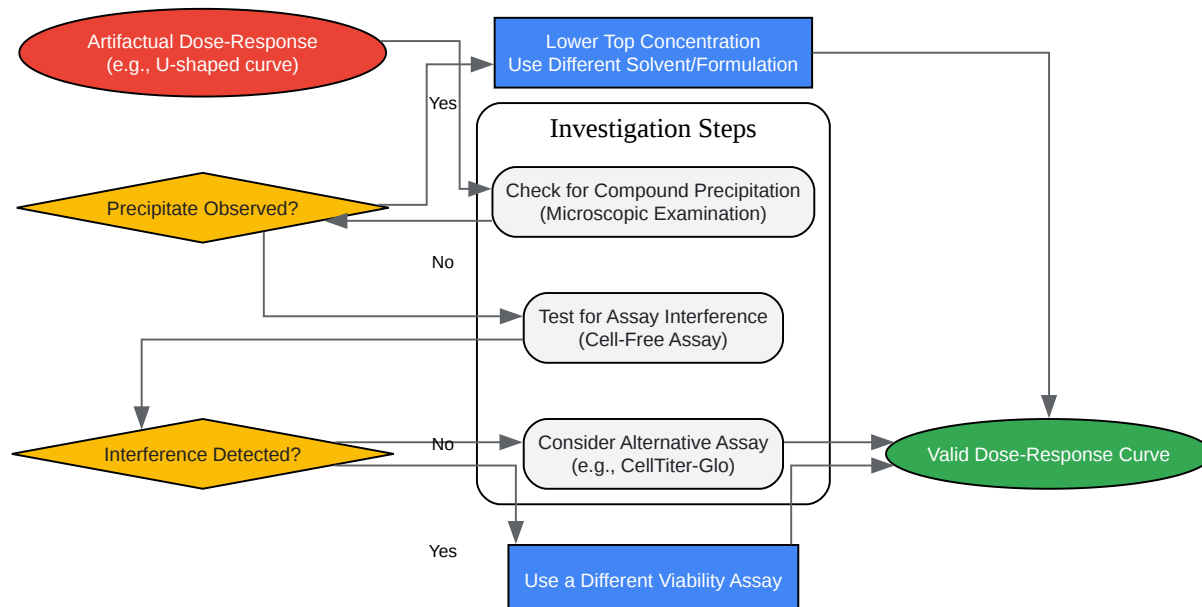 Artifactual Dose-Response
(e.g., U-shaped curve)
Lower Top Concentration
Use Different Solvent/Formulation
Yes
Investigation Steps
Precipitate Observed?
Check for Compound Precipitation
(Microscopic Examination)
No
Test for Assay Interference
(Cell-Free Assay)
Interference Detected?
No
Consider Alternative Assay
(e.g., CellTiter-Glo)
Valid Dose-Response Curve
Yes
Use a Different Viability Assay